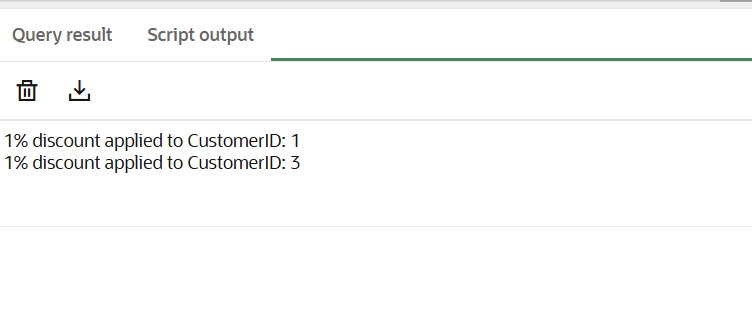 Query result Script output
1% discount applied to CustomerID: 1
1% discount applied to CustomerID: 3